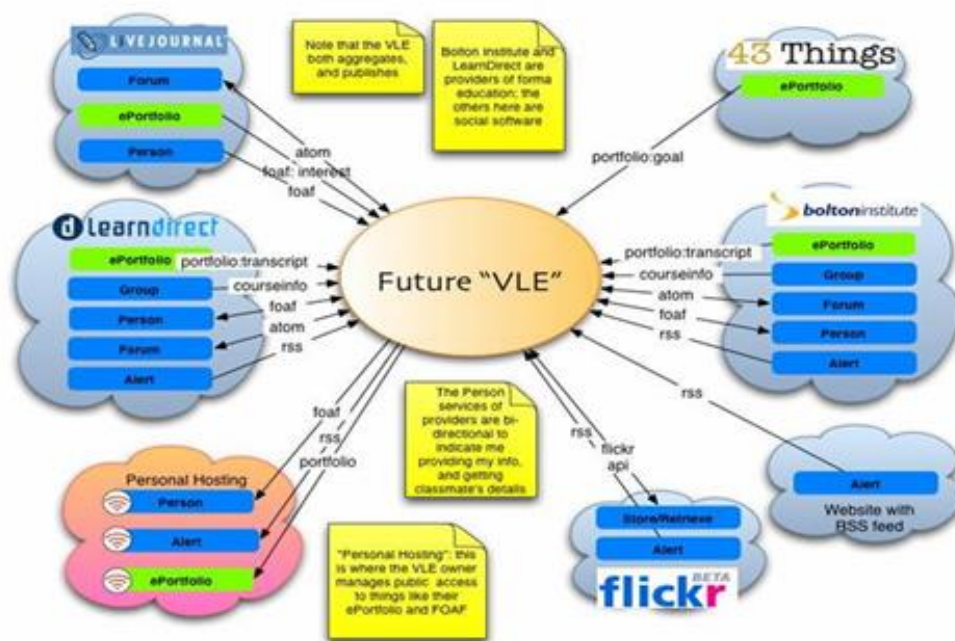 LIVEJOURNAL
Forum
ePortfolio
Person
atom
foaf: interest
foaf
Note that the VLE
both aggregates,
and publishes
Bolton Institute and
LearnDirect are
providers of forma
education; the
others here are
social software
43 Things
ePortfolio
portfolio:goal
d Learndirect
ePortfolio
Group
Person
Forum
Alert
portfolio:transcript
courseinfo
foaf
atom
rss
Future "VLE"
boltoninstitute
ePortfolio
Group
Forum
Person
Alert
portfolio:transcript
courseinfo
atom
foaf
rss
foaf
rss
portfolio
Personal Hosting
Person
Alert
ePortfolio
The Person
services of
providers are bi-
directional to
indicate me
providing my info,
and getting
classmate's details
"Personal Hosting": this
is where the VLE owner
manages public access
to things like their
ePortfolio and FOAF
rss
flickr
api
Store/Retrieve
Alert
flickr BETA
rss
Alert
Website with
RSS feed